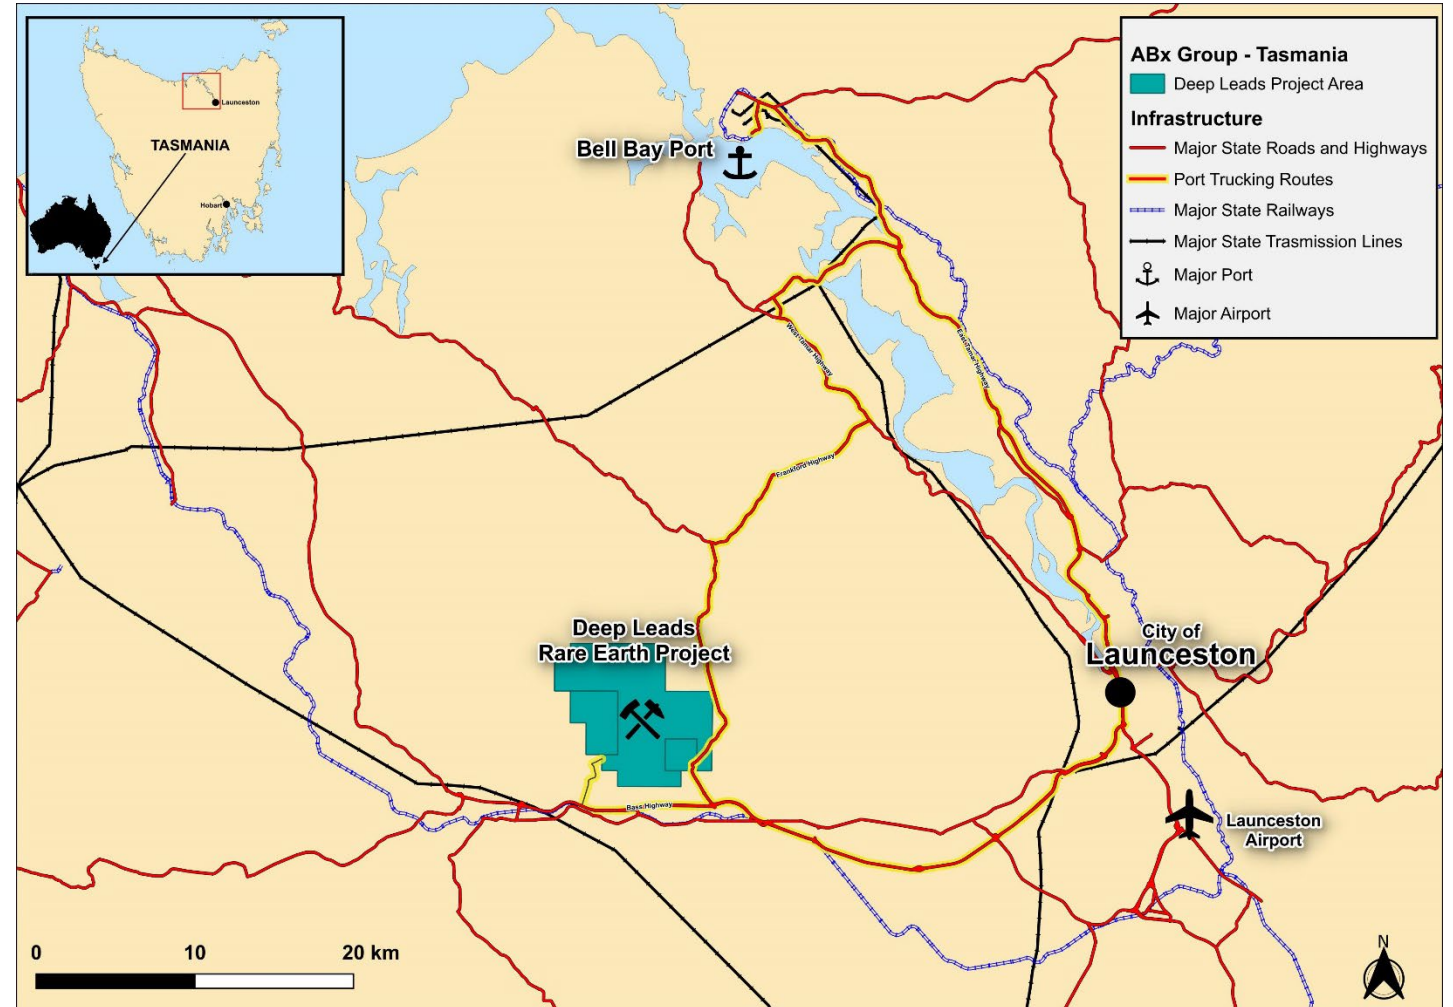 Launceston
TASMANIA
Hobart
ABx Group - Tasmania
Deep Leads Project Area
Infrastructure
Major State Roads and Highways
Port Trucking Routes
Major State Railways
Major State Trasmission Lines
Major Port
Major Airport
Bell Bay Port
West Tamar Highway
East Tamar Highway
Frankford Highway
Deep Leads
Rare Earth Project
City of
Launceston
Bass Highway
Launceston
Airport
0 10 20 km
N